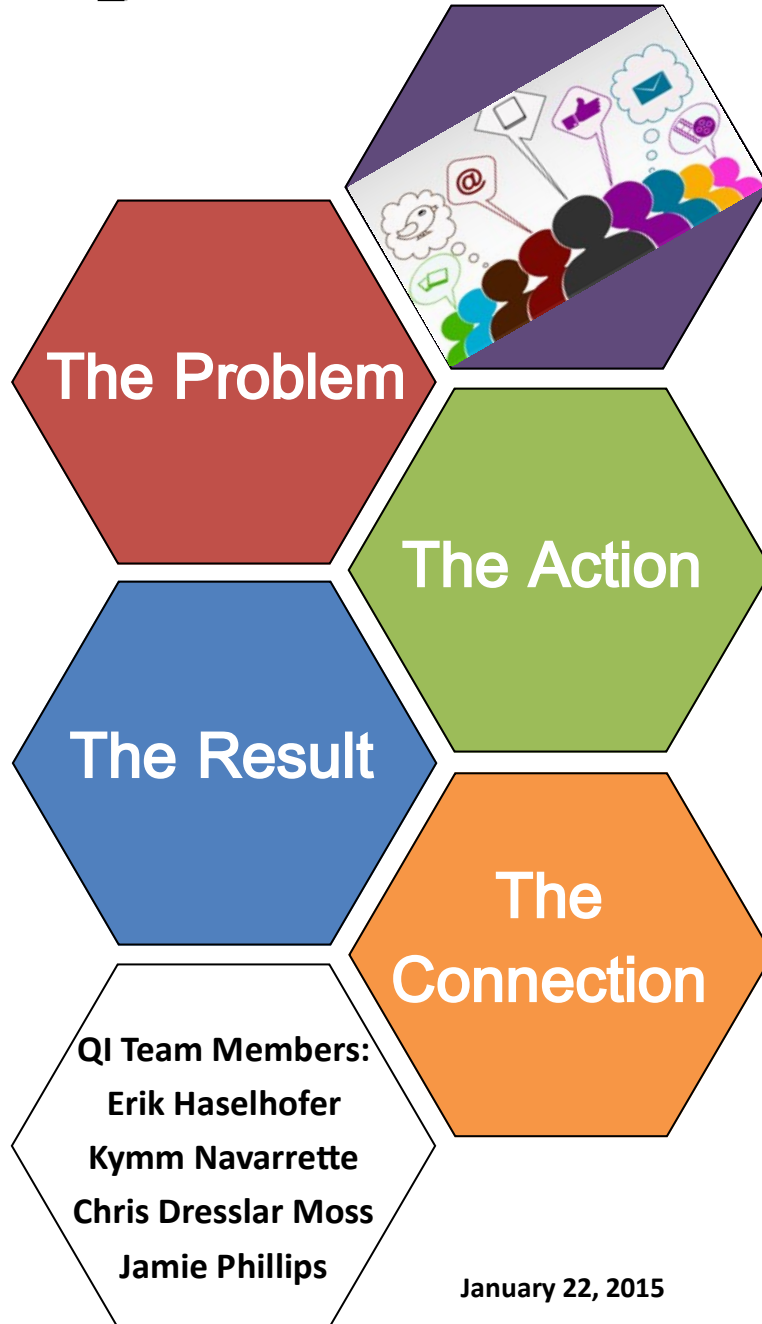 The Problem
The Action
The Result
The
Connection
QI Team Members:
Erik Haselhofer
Kymm Navarrette
Chris Dresslar Moss
Jamie Phillips
January 22, 2015
@